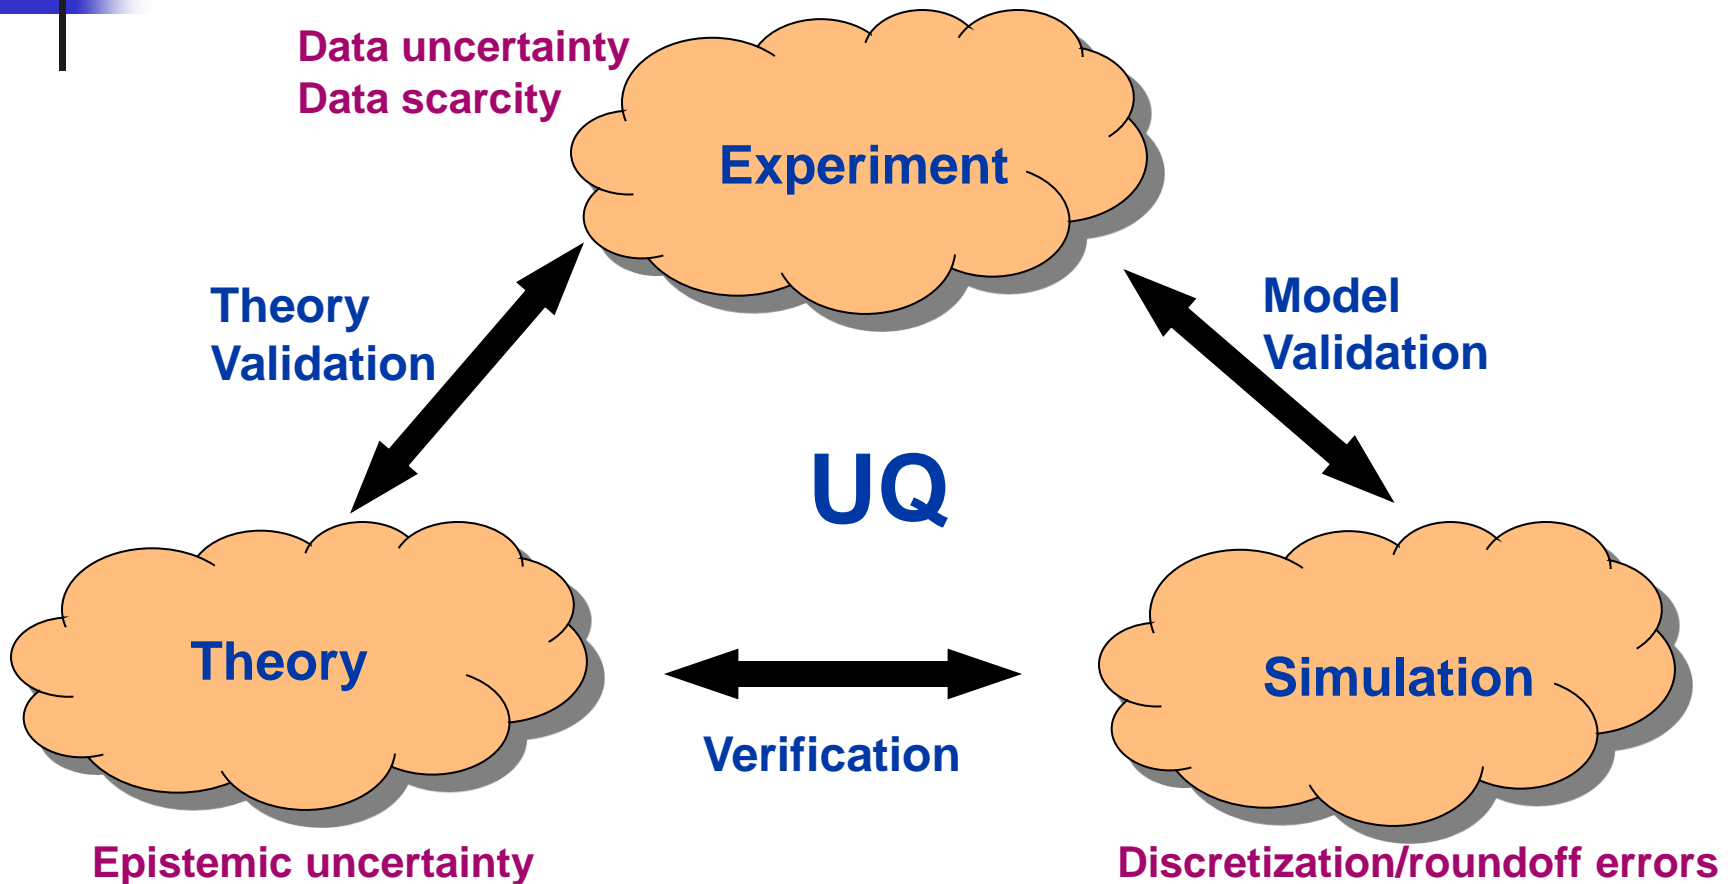 Data uncertainty
Data scarcity
Experiment
Theory
Validation
Model
Validation
UQ
Theory
Simulation
Verification
Epistemic uncertainty
Discretization/roundoff errors